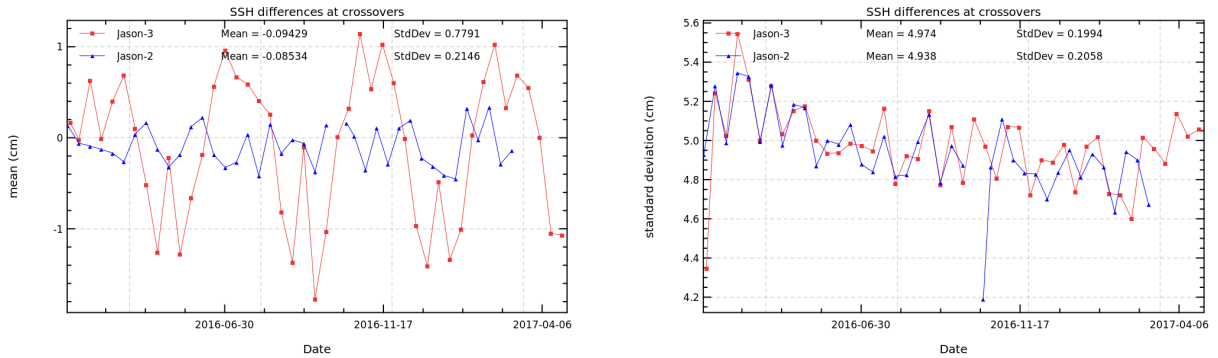 SSH differences at crossovers
Jason-3 Mean = -0.09429 StdDev = 0.7791
Jason-2 Mean = -0.08534 StdDev = 0.2146
1
0
-1
mean (cm)
2016-06-30 2016-11-17 2017-04-06
Date
SSH differences at crossovers
5.6
Jason-3 Mean = 4.974 StdDev = 0.1994
Jason-2 Mean = 4.938 StdDev = 0.2058
5.4
5.2
5.0
4.8
4.6
4.4
4.2
standard deviation (cm)
2016-06-30 2016-11-17 2017-04-06
Date